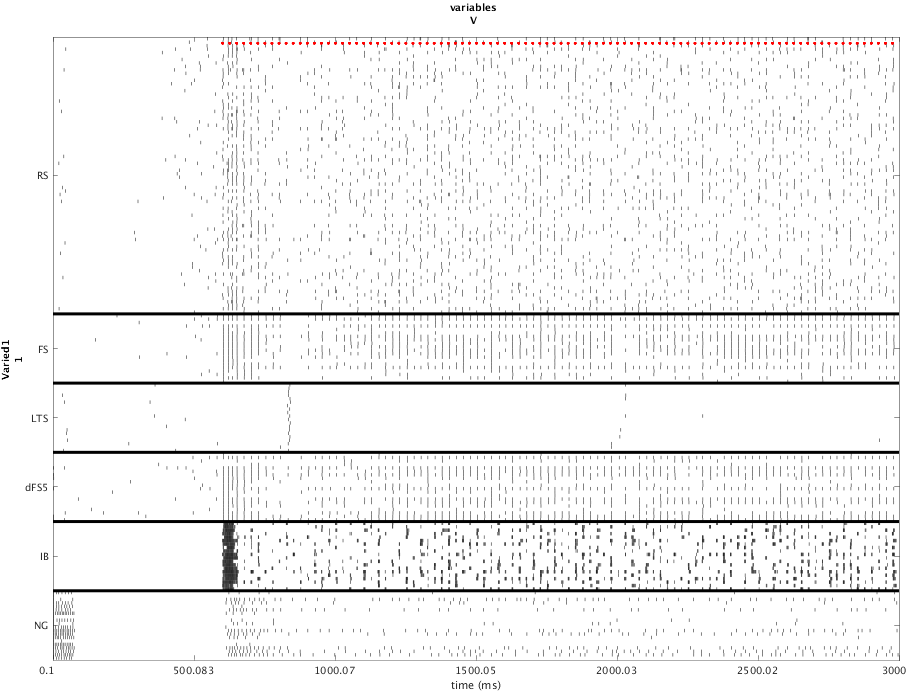 variables
V
Varied1
1
RS
FS
LTS
dFS5
IB
NG
0.1 500.083 1000.07 1500.05 2000.03 2500.02 3000
time (ms)